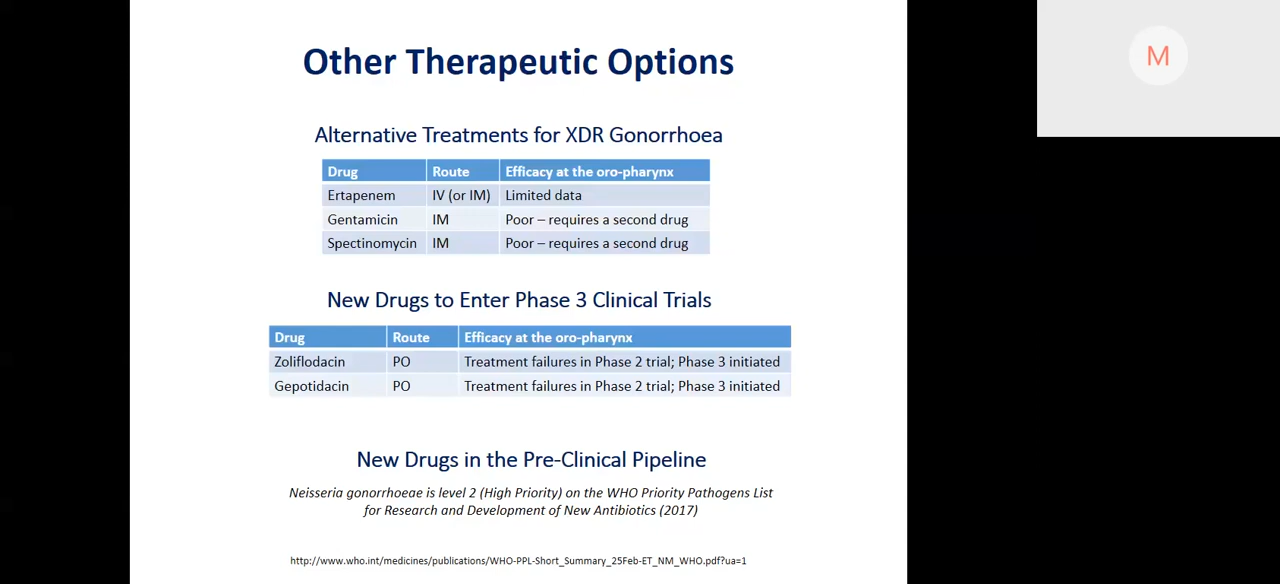 Other Therapeutic Options
M
Alternative Treatments for XDR Gonorrhoea
Drug Route Efficacy at the oro-pharynx
Ertapenem IV (or IM) Limited data
Gentamicin IM Poor – requires a second drug
Spectinomycin IM Poor – requires a second drug
New Drugs to Enter Phase 3 Clinical Trials
Drug Route Efficacy at the oro-pharynx
Zoliflodacin PO Treatment failures in Phase 2 trial; Phase 3 initiated
Gepotidacin PO Treatment failures in Phase 2 trial; Phase 3 initiated
New Drugs in the Pre-Clinical Pipeline
Neisseria gonorrhoeae is level 2 (High Priority) on the WHO Priority Pathogens List
for Research and Development of New Antibiotics (2017)
http://www.who.int/medicines/publications/WHO-PPL-Short_Summary_25Feb-ET_NM_WHO.pdf?ua=1